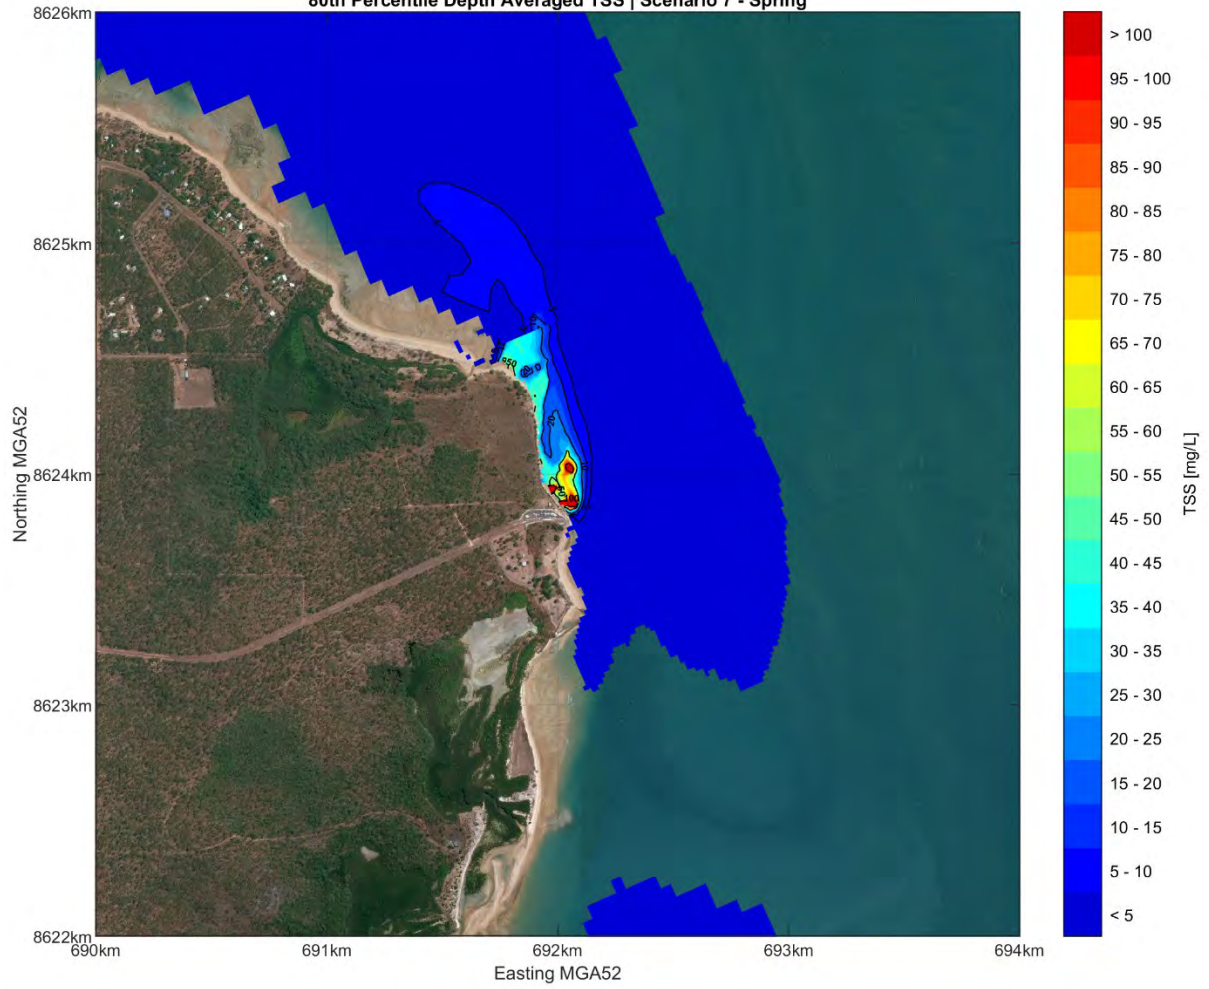 80th Percentile Depth Averaged TSS | Scenario 7 - Spring
8626km
8625km
8624km
8623km
8622km
Northing MGA52
690km 691km 692km 693km 694km
Easting MGA52
> 100
95 - 100
90 - 95
85 - 90
80 - 85
75 - 80
70 - 75
65 - 70
60 - 65
55 - 60
50 - 55
45 - 50
40 - 45
35 - 40
30 - 35
25 - 30
20 - 25
15 - 20
10 - 15
5 - 10
< 5
TSS [mg/L]
20